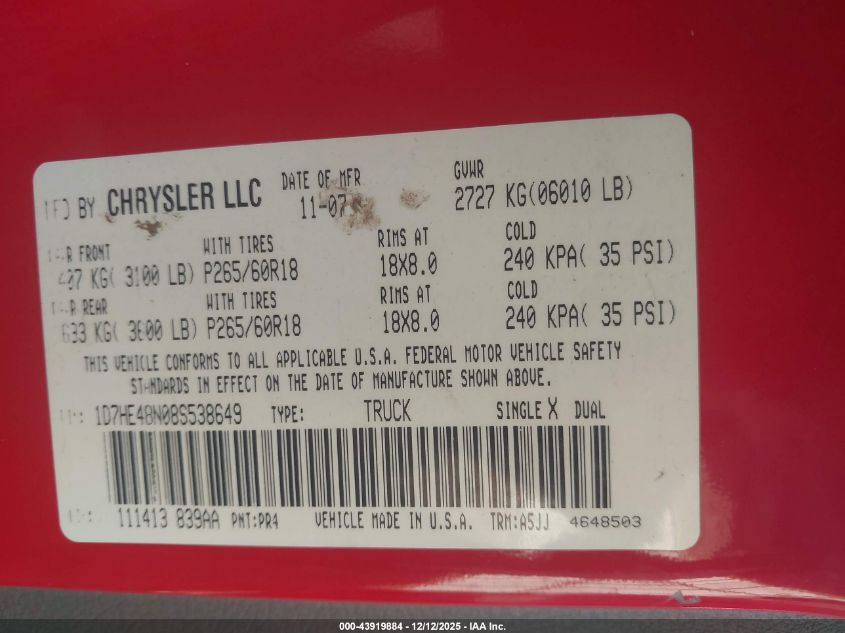 BY CHRYSLER LLC DATE OF MFR 11-07 GVWR 2727 KG(06010 LB)
FRONT WITH TIRES RIMS AT COLD
KG( 3100 LB) P265/60R18 18X8.0 240 KPA( 35 PSI)
REAR WITH TIRES RIMS AT COLD
KG( LB) P265/60R18 18X8.0 240 KPA( 35 PSI)
THIS VEHICLE CONFORMS TO ALL APPLICABLE U.S.A. FEDERAL MOTOR VEHICLE SAFETY
STANDARDS IN EFFECT ON THE DATE OF MANUFACTURE SHOWN ABOVE.
1D7HE48N08S538649 TYPE: TRUCK SINGLE X DUAL
111413 839AA PNT:PR4 VEHICLE MADE IN U.S.A. TRM:A5JJ 4648503
000-43919884 - 12/12/2025 - IAA Inc.